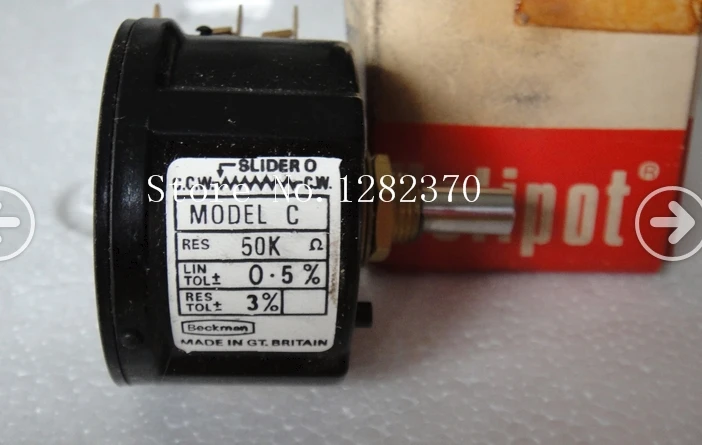 SLIDER O
C.C.W. C.W.
Store No.:1282370
MODEL C
RES 50K Ω
LIN TOL± 0·5%
RES TOL± 3%
Beckman
MADE IN GT. BRITAIN
Helipot®